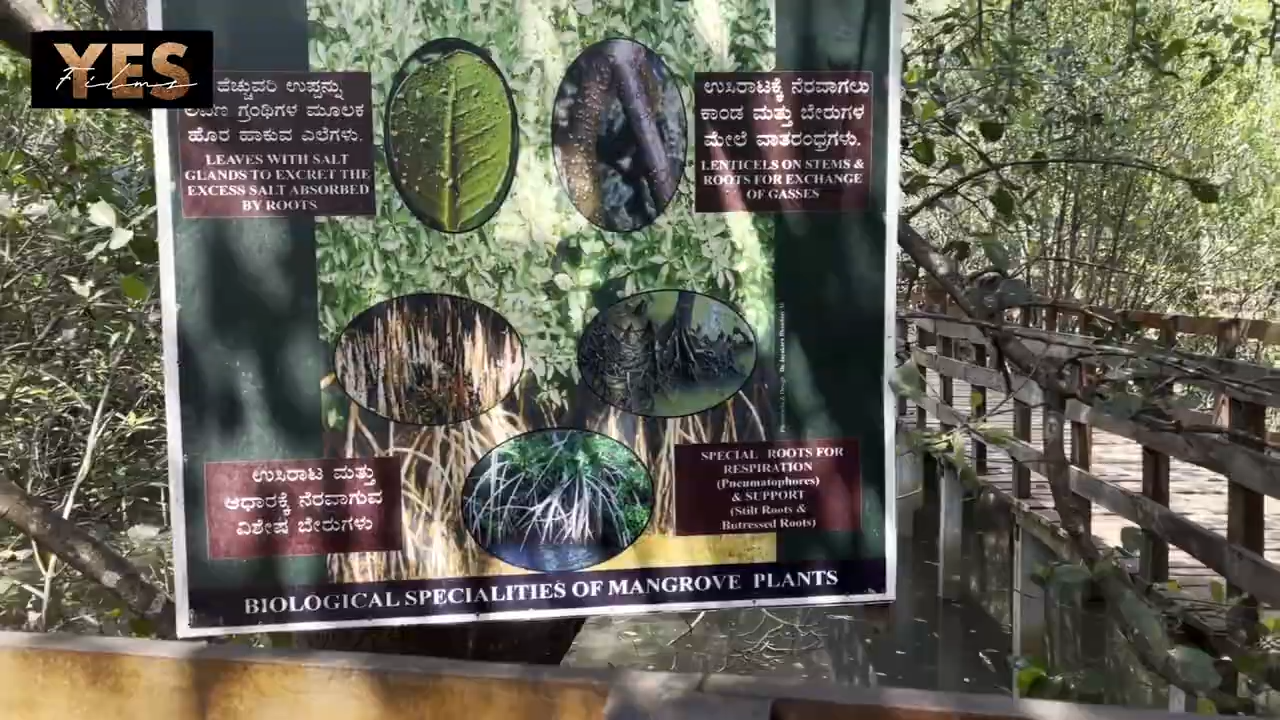 YES
Films
ಹೆಚ್ಚುವರಿ ಉಪ್ಪನ್ನು
ಲವಣ ಗ್ರಂಥಿಗಳ ಮೂಲಕ
ಹೊರ ಹಾಕುವ ಎಲೆಗಳು.
LEAVES WITH SALT
GLANDS TO EXCRET THE
EXCESS SALT ABSORBED
BY ROOTS
ಉಸಿರಾಟಕ್ಕೆ ನೆರವಾಗಲು
ಕಾಂಡ ಮತ್ತು ಬೇರುಗಳ
ಮೇಲೆ ವಾತರಂಧ್ರಗಳು.
LENTICELS ON STEMS &
ROOTS FOR EXCHANGE
OF GASSES
ಉಸಿರಾಟ ಮತ್ತು
ಆಧಾರಕ್ಕೆ ನೆರವಾಗುವ
ವಿಶೇಷ ಬೇರುಗಳು
SPECIAL ROOTS FOR
RESPIRATION
(Pneumatophores)
& SUPPORT
(Stilt Roots &
Buttressed Roots)
BIOLOGICAL SPECIALITIES OF MANGROVE PLANTS